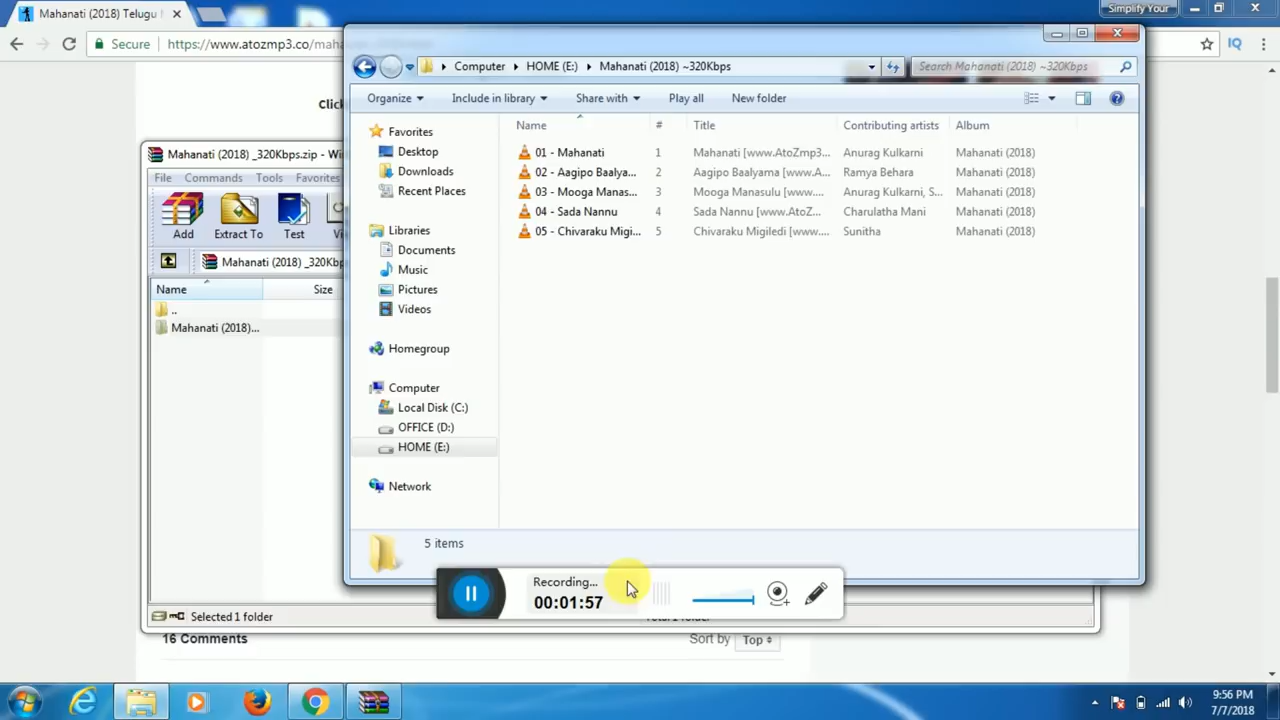 Mahanati (2018) Telugu
Simplify Your
Secure
https://www.atozmp3.co/mah
IQ
Computer
HOME (E:)
Mahanati (2018) ~320Kbps
Search Mahanati (2018) ~320Kbps
Organize
Include in library
Share with
Play all
New folder
Name
#
Title
Contributing artists
Album
Favorites
Desktop
Downloads
Recent Places
Libraries
Documents
Music
Pictures
Videos
Homegroup
Computer
Local Disk (C:)
OFFICE (D:)
HOME (E:)
Network
01 - Mahanati 1 Mahanati [www.AtoZmp3... Anurag Kulkarni Mahanati (2018)
02 - Aagipo Baalya... 2 Aagipo Baalyama [www.A... Ramya Behara Mahanati (2018)
03 - Mooga Manas... 3 Mooga Manasulu [www.... Anurag Kulkarni, S... Mahanati (2018)
04 - Sada Nannu 4 Sada Nannu [www.AtoZ... Charulatha Mani Mahanati (2018)
05 - Chivaraku Migi... 5 Chivaraku Migiledi [www.... Sunitha Mahanati (2018)
5 items
Click
Mahanati (2018) _320Kbps.zip - Wi
File Commands Tools Favorites
Add
Extract To
Test
Mahanati (2018) _320Kbp
Name
Size
..
Mahanati (2018)...
Selected 1 folder
Total 1 folder
Recording...
00:01:57
16 Comments
Sort by
Top
9:56 PM
7/7/2018